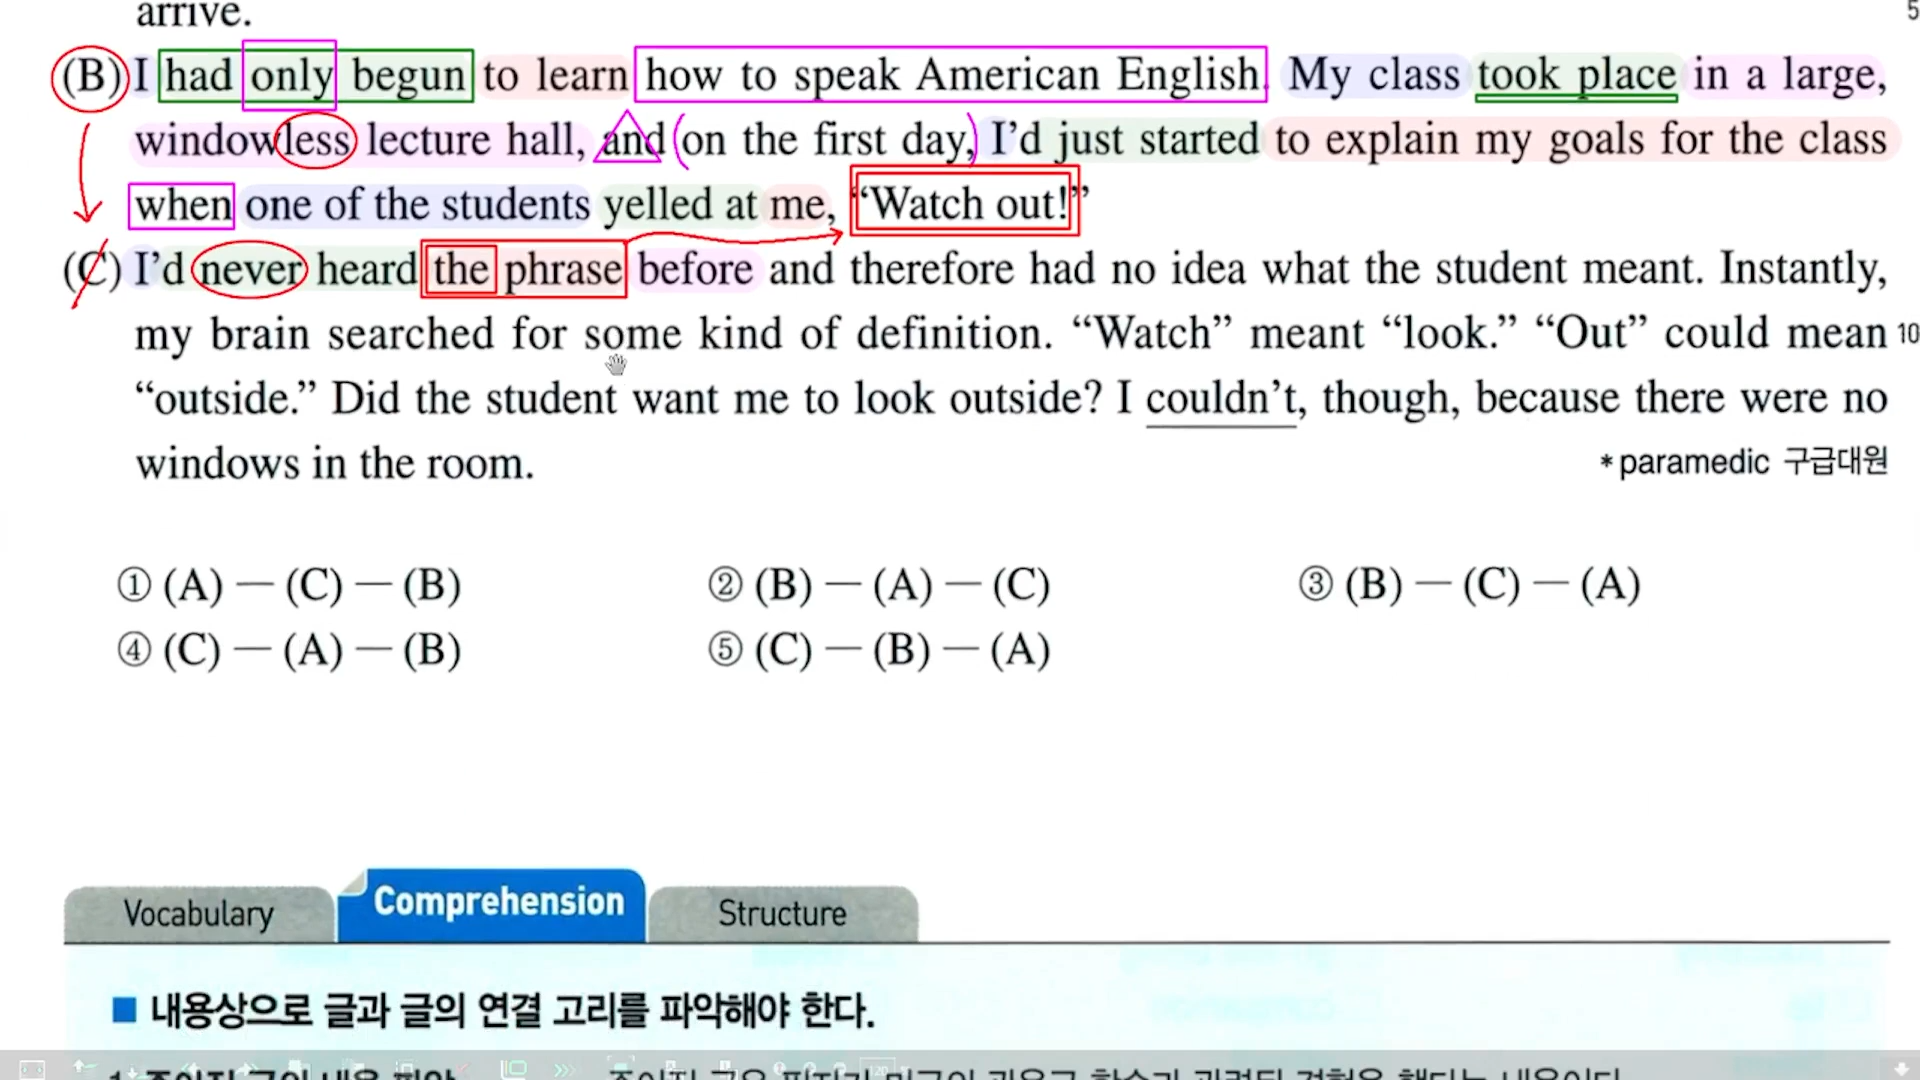 arrive.
5
(B) I had only begun to learn how to speak American English. My class took place in a large,
windowless lecture hall, and on the first day, I'd just started to explain my goals for the class
when one of the students yelled at me, “Watch out!”
(C) I'd never heard the phrase before and therefore had no idea what the student meant. Instantly,
my brain searched for some kind of definition. “Watch” meant “look.” “Out” could mean 10
“outside.” Did the student want me to look outside? I couldn't, though, because there were no
windows in the room.
*paramedic 구급대원
① (A) — (C) — (B) ② (B) — (A) — (C) ③ (B) — (C) — (A)
④ (C) — (A) — (B) ⑤ (C) — (B) — (A)
Vocabulary Comprehension Structure
■ 내용상으로 글과 글의 연결 고리를 파악해야 한다.